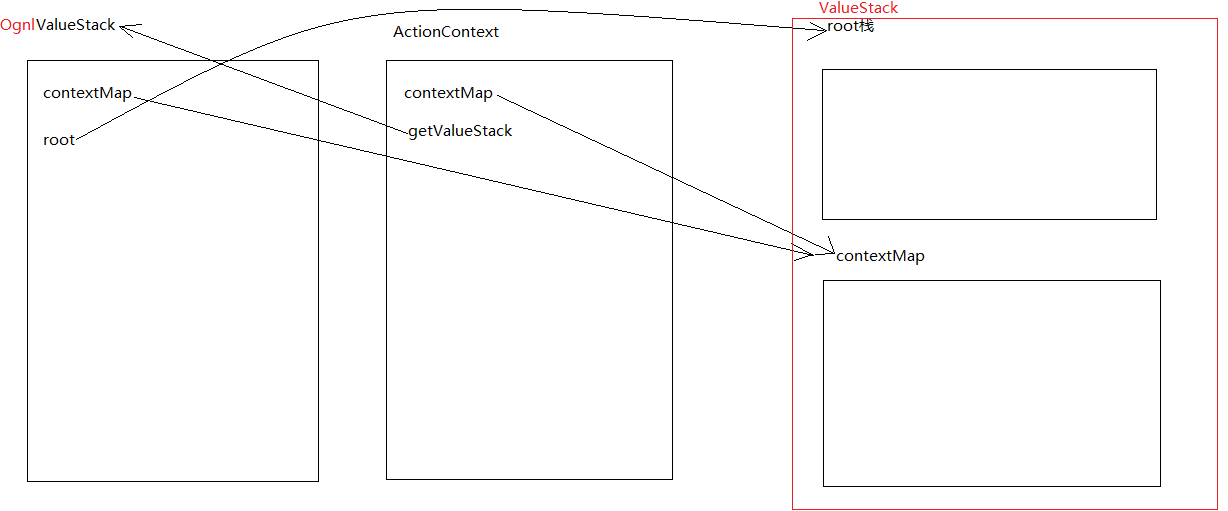 OgnlValueStack
contextMap
root
ActionContext
contextMap
getValueStack
ValueStack
root栈
contextMap